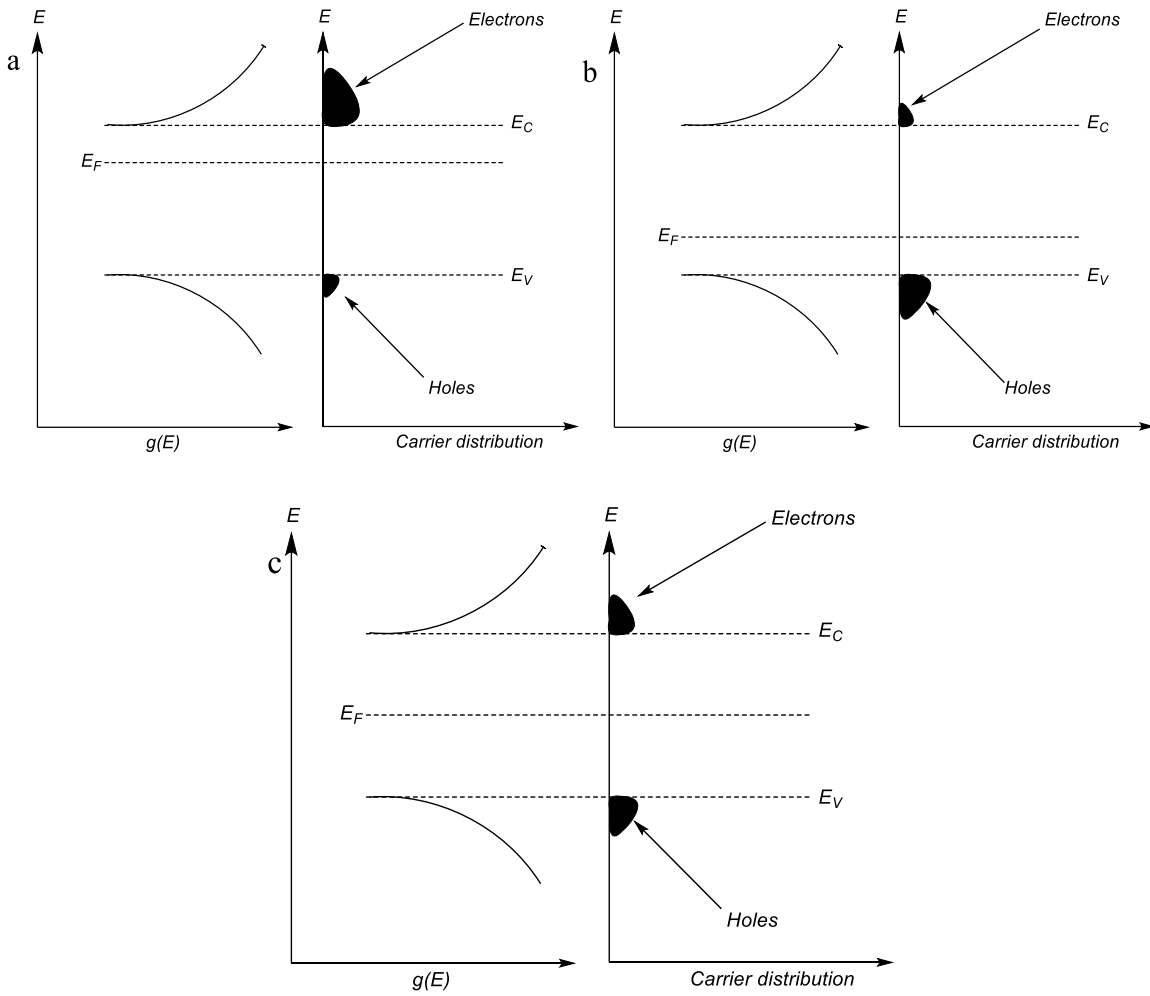 a
E
E
Electrons
E_C
E_F
E_V
Holes
g(E)
Carrier distribution
b
E
E
Electrons
E_C
E_F
E_V
Holes
g(E)
Carrier distribution
c
E
E
Electrons
E_C
E_F
E_V
Holes
g(E)
Carrier distribution